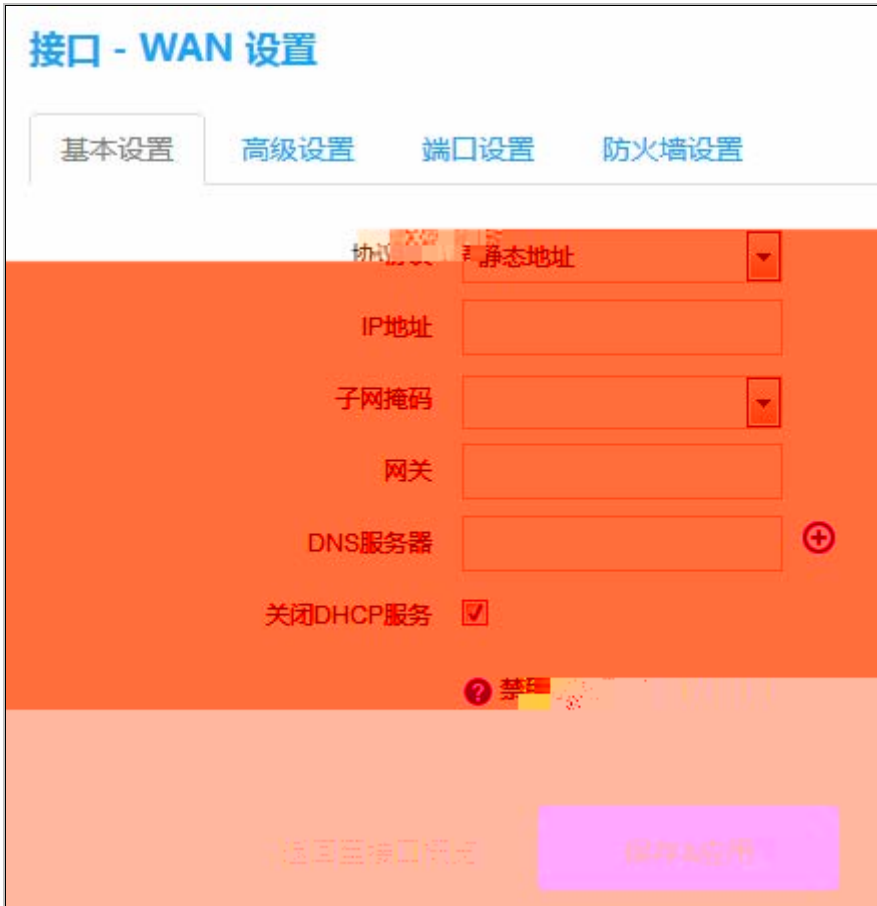 接口 - WAN 设置
基本设置 高级设置 端口设置 防火墙设置
静态地址
IP地址
子网掩码
网关
DNS服务器
关闭DHCP服务
禁